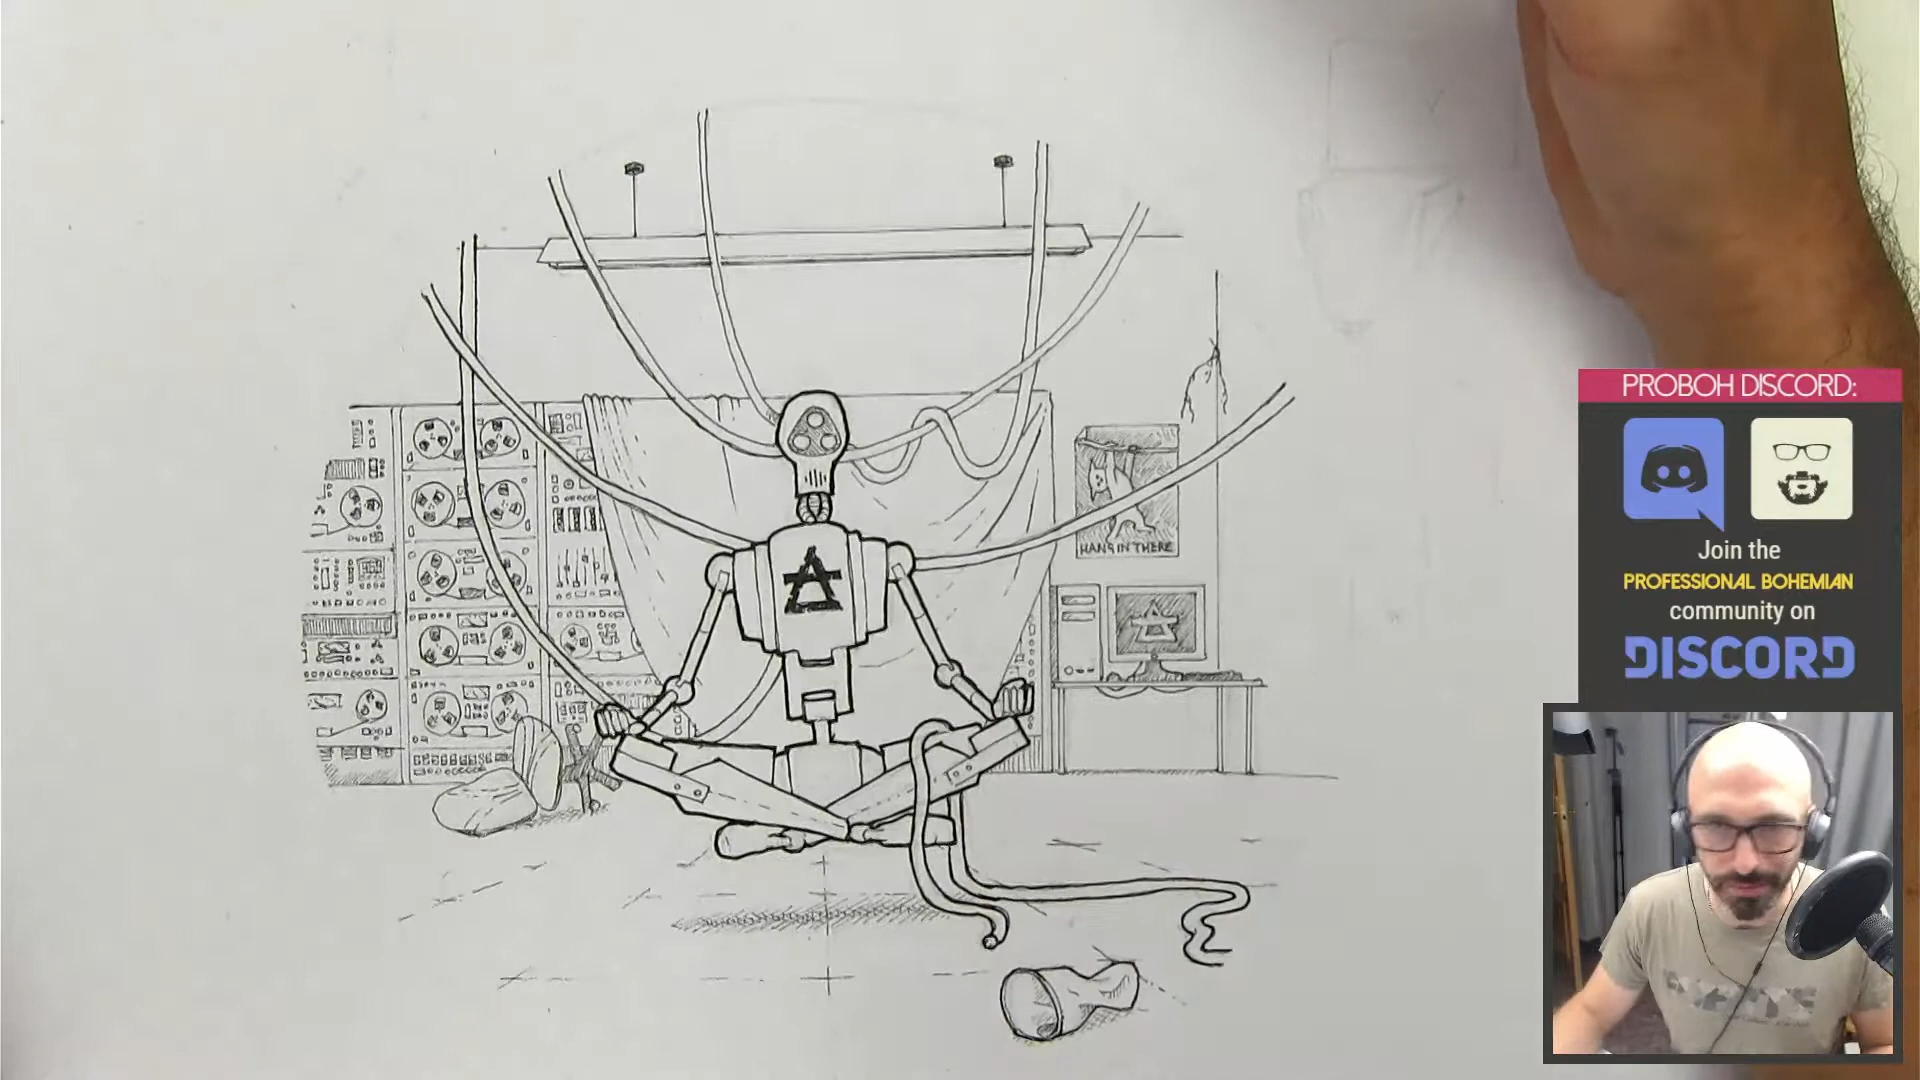 HANG IN THERE
PROBOH DISCORD:
Join the
PROFESSIONAL BOHEMIAN
community on
DISCORD